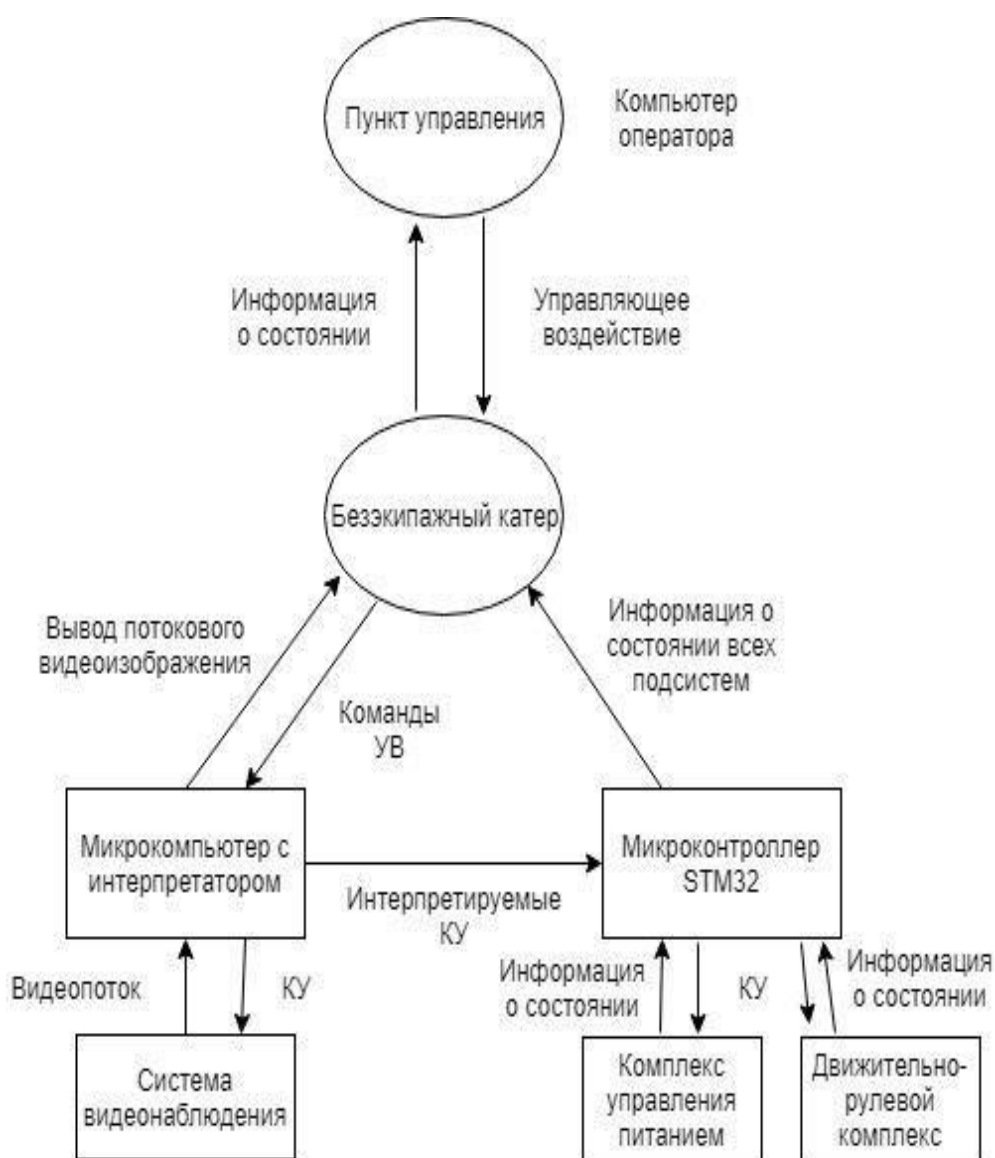 Пункт управления
Компьютер
оператора
Информация
о состоянии
Управляющее
воздействие
Безэкипажный катер
Вывод потокового
видеоизображения
Команды
УВ
Информация о
состоянии всех
подсистем
Микрокомпьютер с
интерпретатором
Интерпретируемые
КУ
Микроконтроллер
STM32
Видеопоток
КУ
Информация
о состоянии
КУ
Информация
о состоянии
Система
видеонаблюдения
Комплекс
управления
питанием
Движительно-
рулевой
комплекс